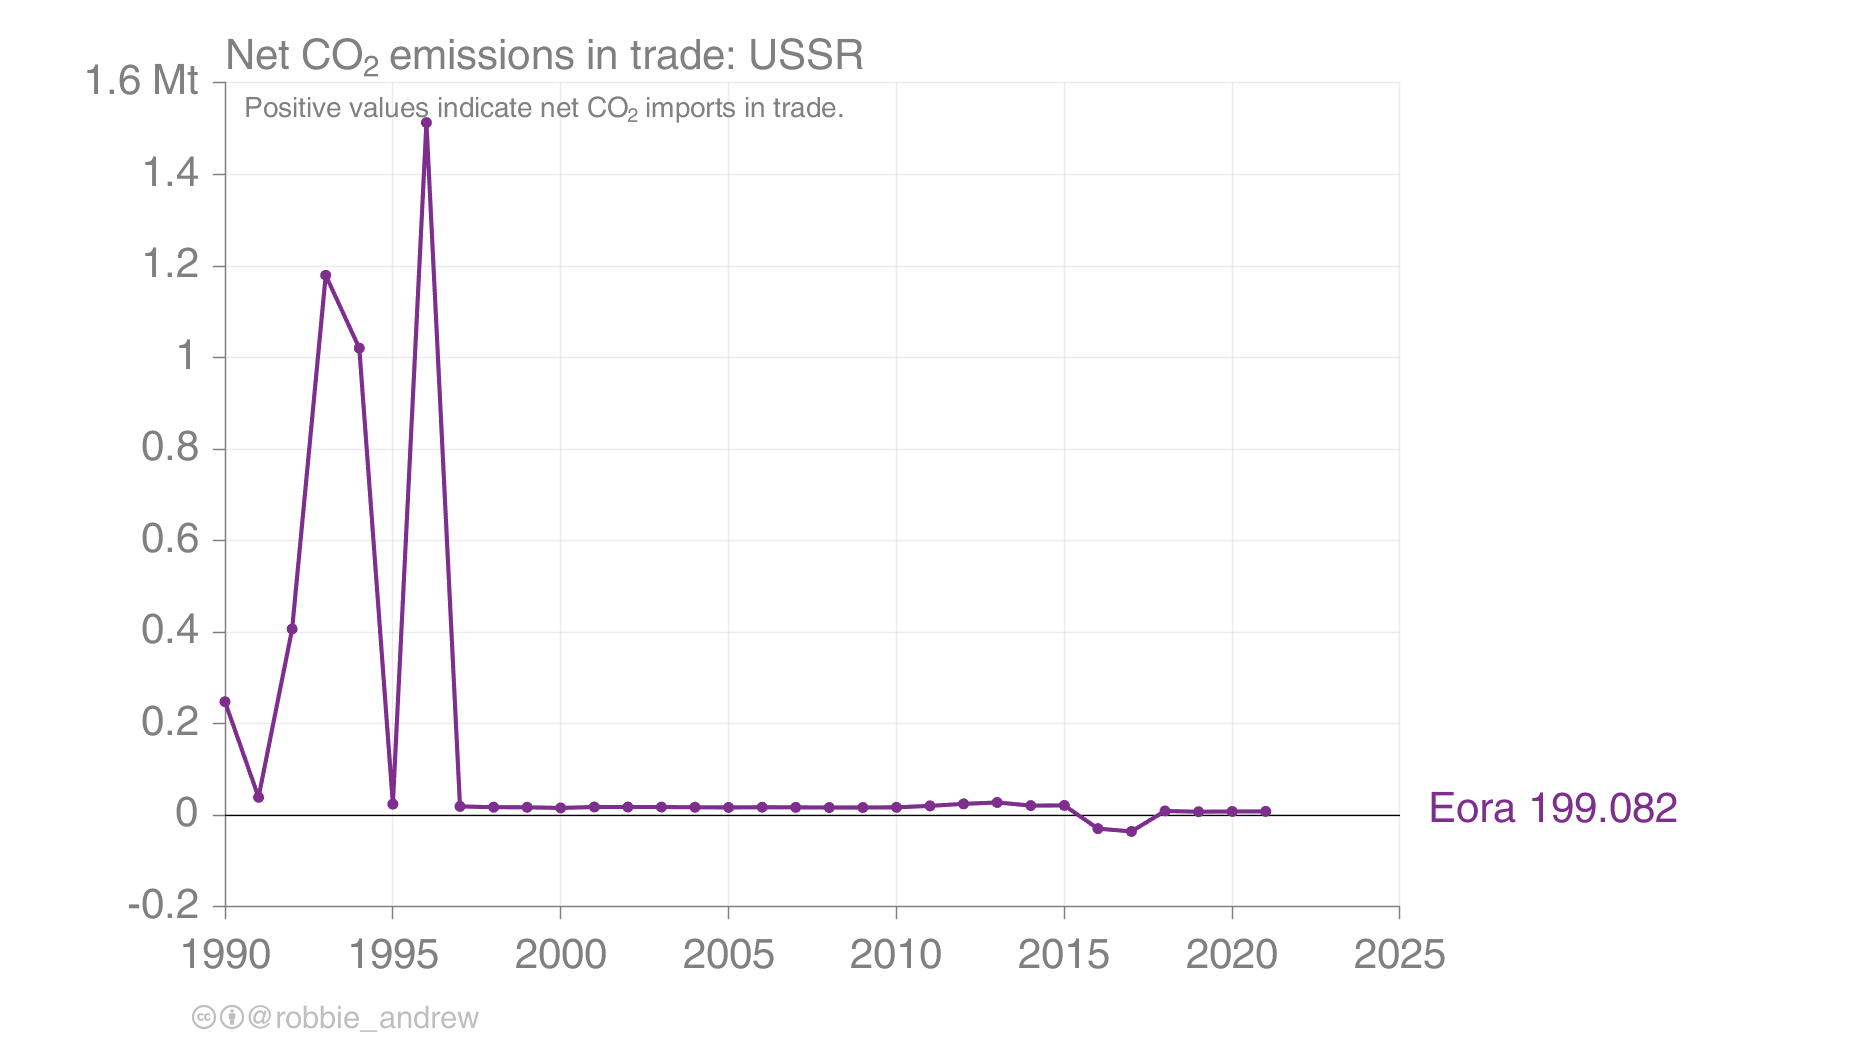 Net CO₂ emissions in trade: USSR
1.6 Mt
Positive values indicate net CO₂ imports in trade.
1.4
1.2
1
0.8
0.6
0.4
0.2
0
Eora 199.082
-0.2
1990 1995 2000 2005 2010 2015 2020 2025
@robbie_andrew